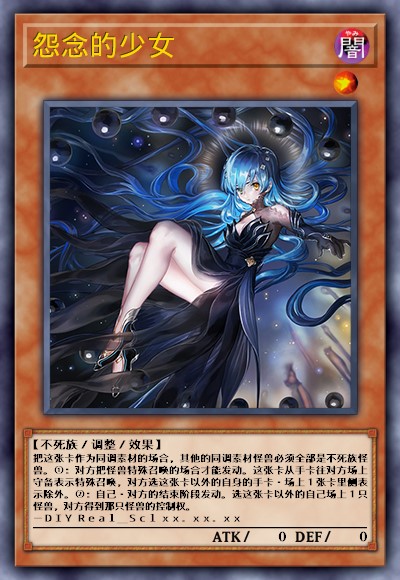 怨念的少女
やみ
闇
【不死族／调整／效果】
把这张卡作为同调素材的场合，其他的同调素材怪兽必须全部是不死族怪
兽。①：对方把怪兽特殊召唤的场合才能发动。这张卡从手卡往对方场上
守备表示特殊召唤，对方选这张卡以外的自身的手卡·场上１张卡里侧表
示除外。②：自己·对方的结束阶段发动。选这张卡以外的自己场上１只
怪兽，对方得到那只怪兽的控制权。
－ＤＩＹＲｅａｌ＿Ｓｃｌｘｘ．ｘｘ．ｘｘ
ATK/ 0 DEF/ 0